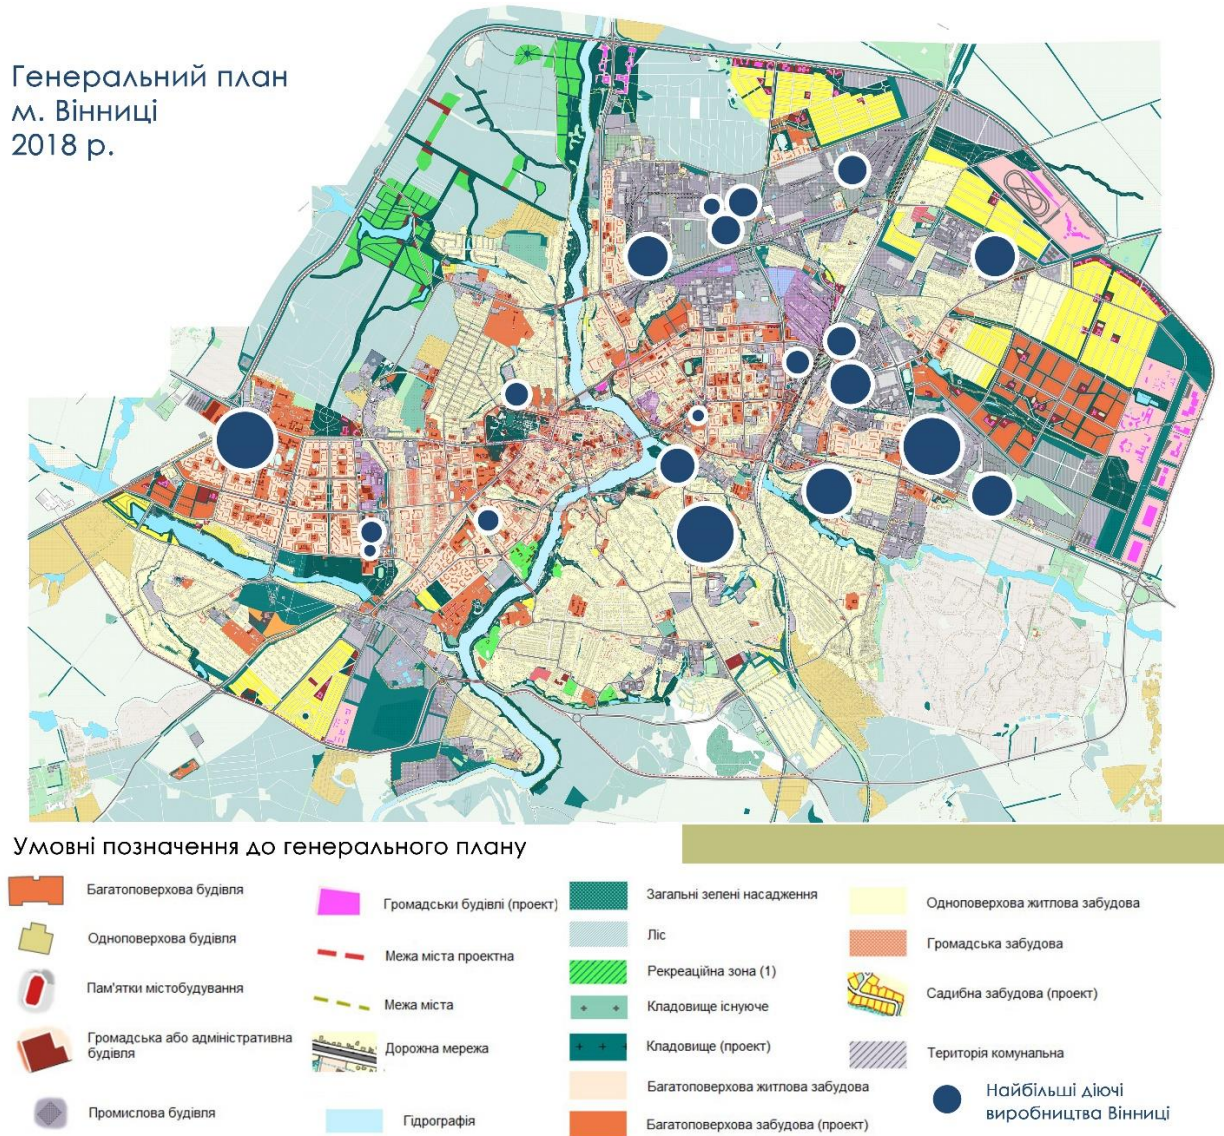 Генеральний план
м. Вінниці
2018 р.
Умовні позначення до генерального плану
Багатоповерхова будівля
Одноповерхова будівля
Пам'ятки містобудування
Громадська або адміністративна
будівля
Промислова будівля
Громадськи будівлі (проект)
Межа міста проектна
Межа міста
Дорожна мережа
Гідрографія
Загальні зелені насадження
Ліс
Рекреаційна зона (1)
Кладовище існуюче
Кладовище (проект)
Багатоповерхова житлова забудова
Багатоповерхова забудова (проект)
Одноповерхова житлова забудова
Громадська забудова
Садибна забудова (проект)
Територія комунальна
Найбільші діючі
виробництва Вінниці